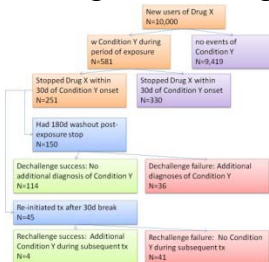 New users of Drug X
N=10,000
w Condition Y during
period of exposure
N=581
no events of
Condition Y
N=9,419
Stopped Drug X within
30d of Condition Y onset
N=251
Stopped Drug X within
30d of Condition Y onset
N=330
Had 180d washout post-
exposure stop
N=150
Dechallenge success: No
additional diagnosis of Condition Y
N=114
Dechallenge failure: Additional
diagnoses of Condition Y
N=36
Re-initiated tx after 30d break
N=45
Rechallenge success: Additional
Condition Y during subsequent tx
N=4
Rechallenge failure: No Condition
Y during subsequent tx
N=41